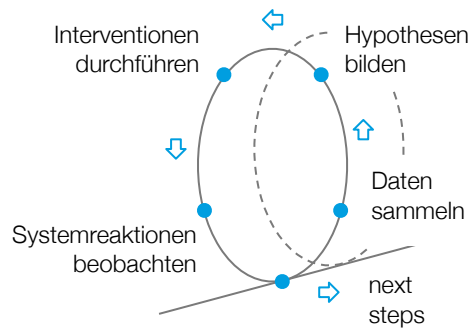 Interventionen
durchführen
Hypothesen
bilden
Daten
sammeln
Systemreaktionen
beobachten
next
steps